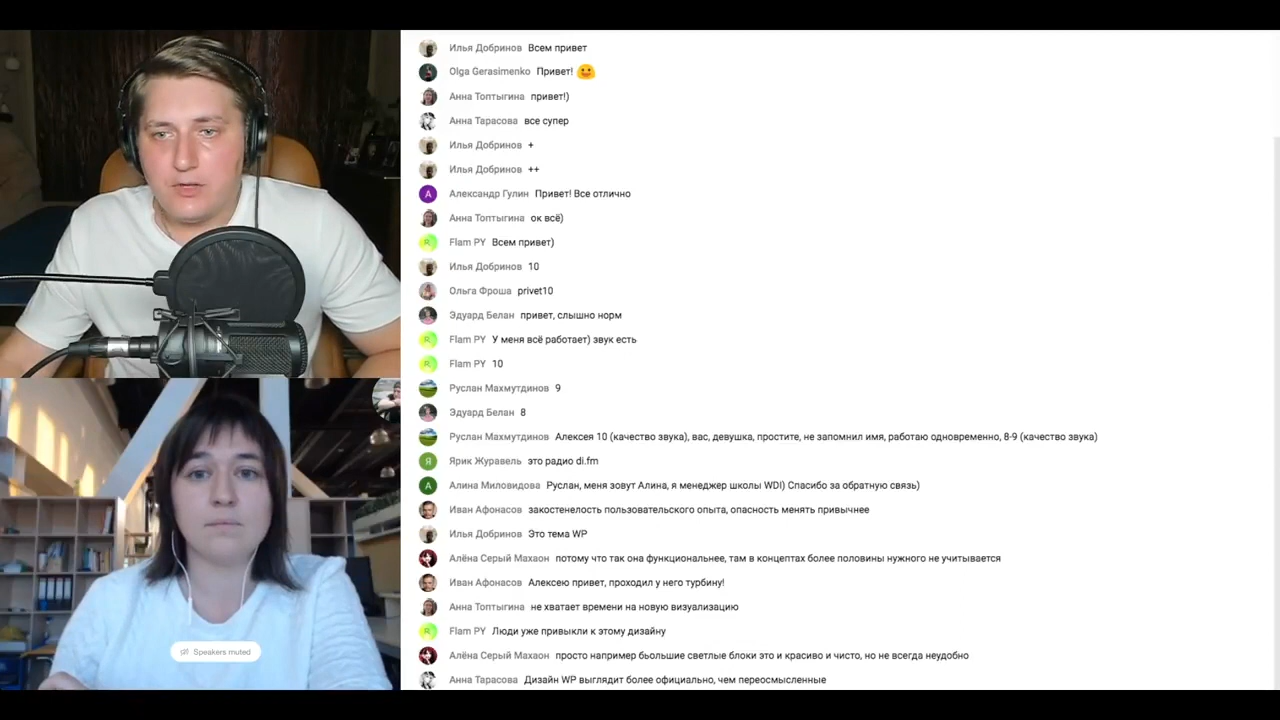 Илья Добринов Всем привет
Olga Gerasimenko Привет!
Анна Топтыгина привет!)
Анна Тарасова все супер
Илья Добринов +
Илья Добринов ++
А Александр Гулин Привет! Все отлично
Анна Топтыгина ок всё)
R. Flam PY Всем привет)
Илья Добринов 10
Ольга Фроша privet10
Эдуард Белан привет, слышно норм
R. Flam PY У меня всё работает) звук есть
R. Flam PY 10
Руслан Махмутдинов 9
Эдуард Белан 8
Руслан Махмутдинов Алексея 10 (качество звука), вас, девушка, простите, не запомнил имя, работаю одновременно, 8-9 (качество звука)
Я Ярик Журавель это радио di.fm
А Алина Миловидова Руслан, меня зовут Алина, я менеджер школы WDI) Спасибо за обратную связь)
Иван Афонасов закостенелость пользовательского опыта, опасность менять привычнее
Илья Добринов Это тема WP
Алёна Серый Махаон потому что так она функциональнее, там в концептах более половины нужного не учитывается
Иван Афонасов Алексею привет, проходил у него турбину!
Анна Топтыгина не хватает времени на новую визуализацию
R. Flam PY Люди уже привыкли к этому дизайну
Алёна Серый Махаон просто например бьольшие светлые блоки это и красиво и чисто, но не всегда неудобно
Анна Тарасова Дизайн WP выглядит более официально, чем переосмысленные
Speakers muted